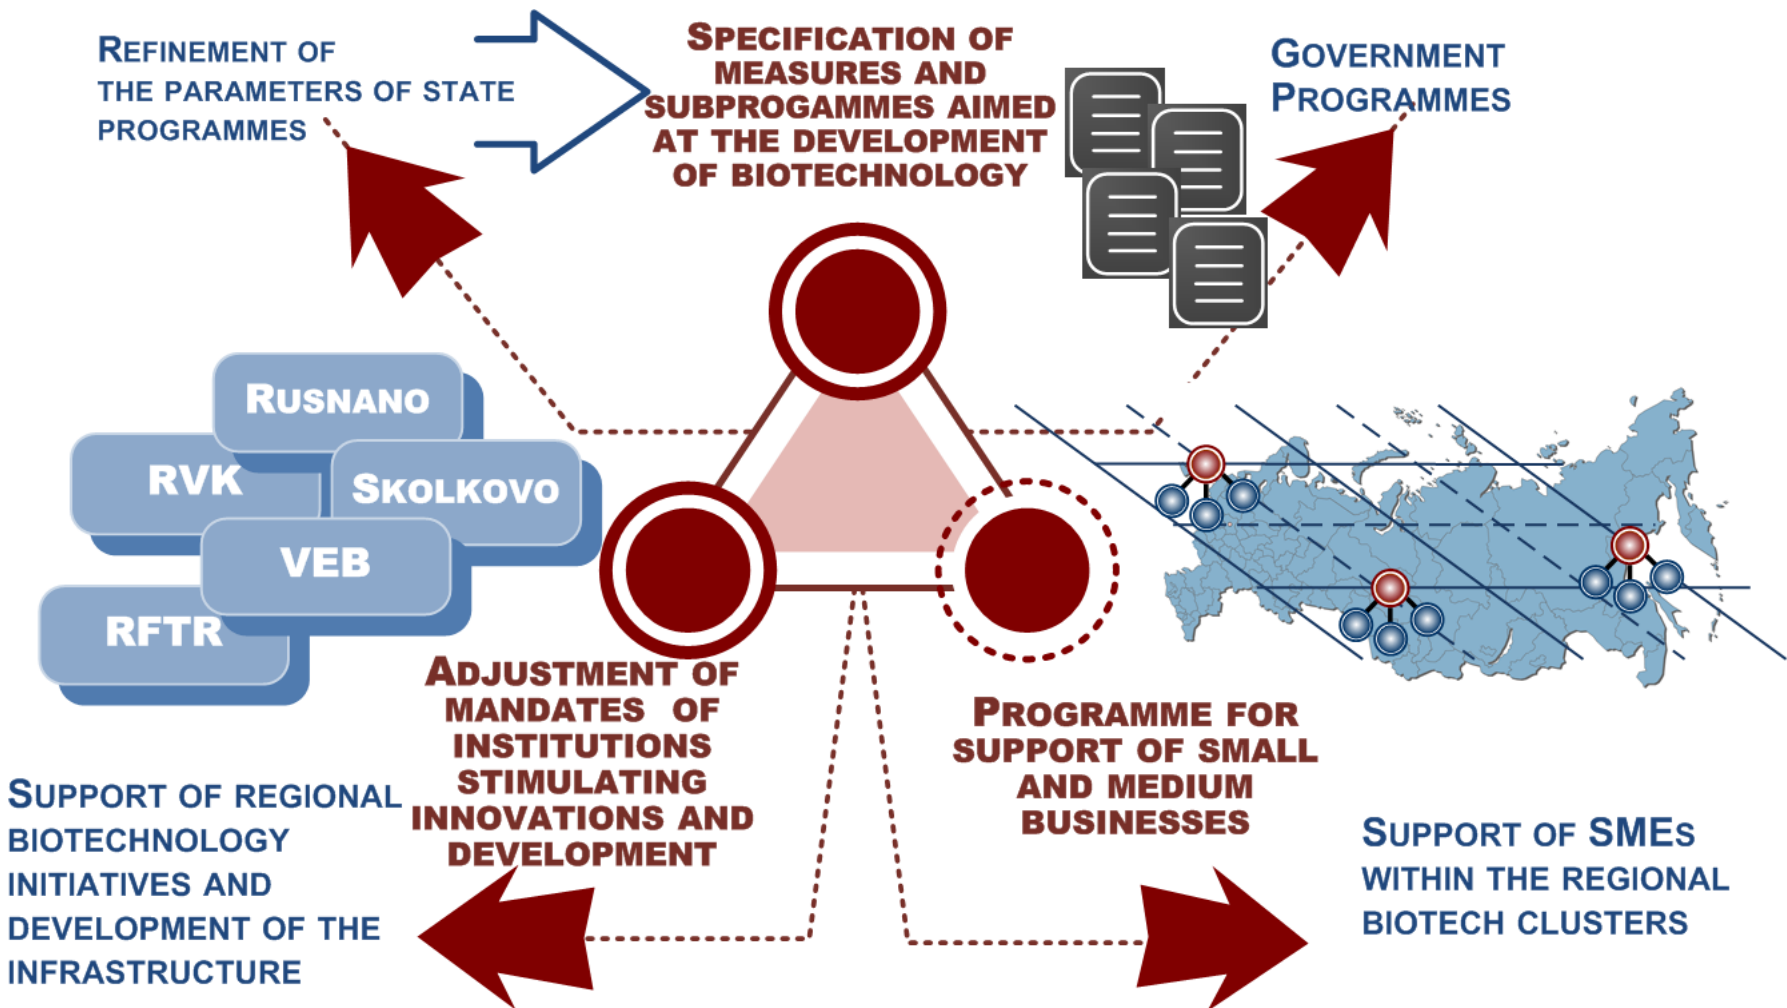 REFINEMENT OF
THE PARAMETERS OF STATE
PROGRAMMES
SPECIFICATION OF
MEASURES AND
SUBPROGAMMES AIMED
AT THE DEVELOPMENT
OF BIOTECHNOLOGY
GOVERNMENT
PROGRAMMES
RUSNANO
RVK
SKOLKOVO
VEB
RFTR
ADJUSTMENT OF
MANDATES OF
INSTITUTIONS
STIMULATING
INNOVATIONS AND
DEVELOPMENT
PROGRAMME FOR
SUPPORT OF SMALL
AND MEDIUM
BUSINESSES
SUPPORT OF REGIONAL
BIOTECHNOLOGY
INITIATIVES AND
DEVELOPMENT OF THE
INFRASTRUCTURE
SUPPORT OF SMES
WITHIN THE REGIONAL
BIOTECH CLUSTERS